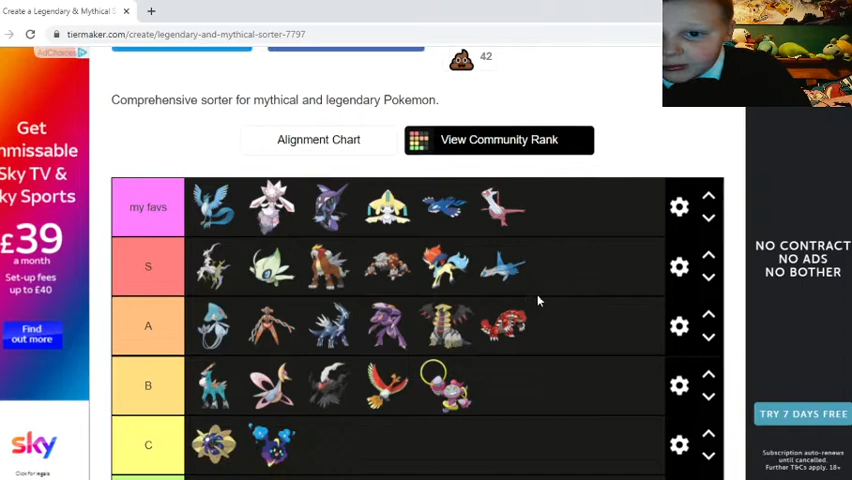 Create a Legendary & Mythical S
tiermaker.com/create/legendary-and-mythical-sorter-7797
AdChoices
42
Comprehensive sorter for mythical and legendary Pokemon.
Alignment Chart
View Community Rank
Get
nmissable
Sky TV &
ky Sports
£39
a month
Set-up fees
up to £40
Find
out more
sky
my favs
S
A
B
C
NO CONTRACT
NO ADS
NO BOTHER
TRY 7 DAYS FREE
Subscription auto-renews
until cancelled.
Further T&Cs apply. 18+